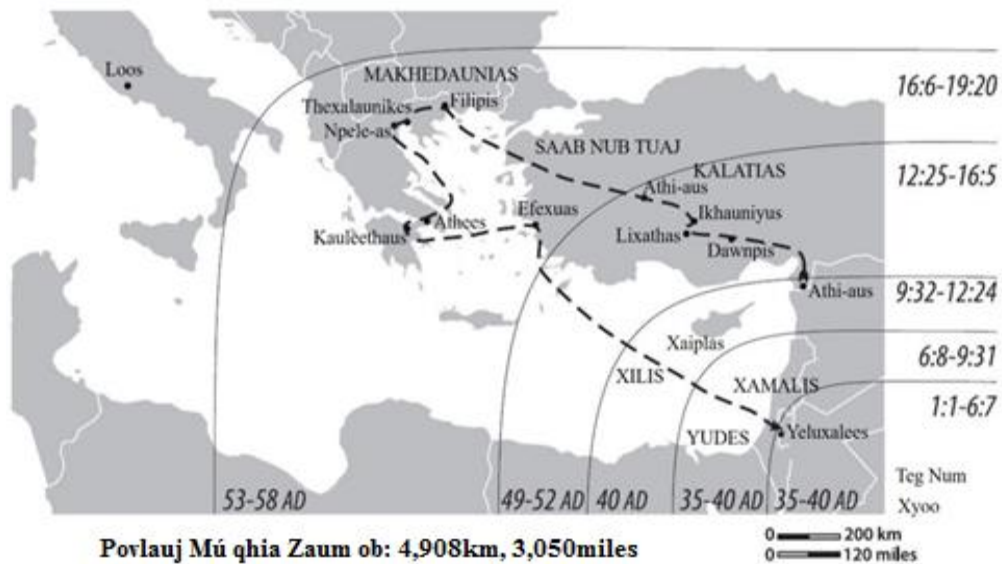 Loos
MAKHEDAUNIAS
16:6-19:20
Thexalaunikes
Filipis
Npele-as
SAAB NUB TUAJ
KALATIAS
12:25-16:5
Athi-aus
Ikhauniyus
Efexuas
Athees
Kauleethaus
Lixathas
Dawnpis
Athi-aus
9:32-12:24
Xaiplas
6:8-9:31
XILIS
XAMALIS
1:1-6:7
YUDES
Yeluxalees
Teg Num
53-58 AD
49-52 AD
40 AD
35-40 AD
35-40 AD
Xyoo
Povlauj Mú qhia Zaum ob: 4,908km, 3,050miles
0 200 km
0 120 miles